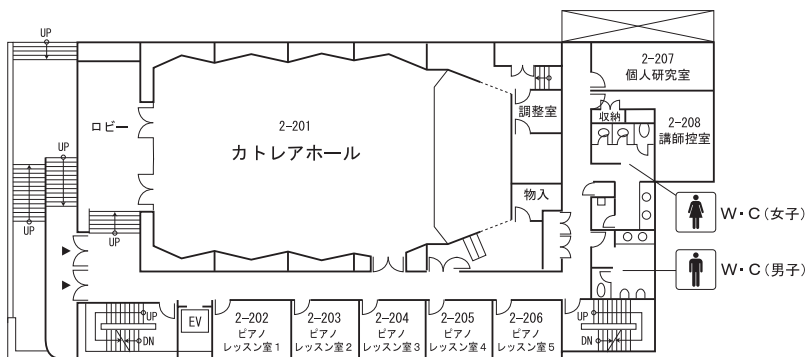 UP
2-207
個人研究室
調整室
収納
ロビー
2-201
カトレアホール
2-208
講師控室
UP
UP
物入
W・C(女子)
UP
UP
W・C(男子)
UP
DN
EV
2-202
ピアノ
レッスン室1
2-203
ピアノ
レッスン室2
2-204
ピアノ
レッスン室3
2-205
ピアノ
レッスン室4
2-206
ピアノ
レッスン室5
UP
DN